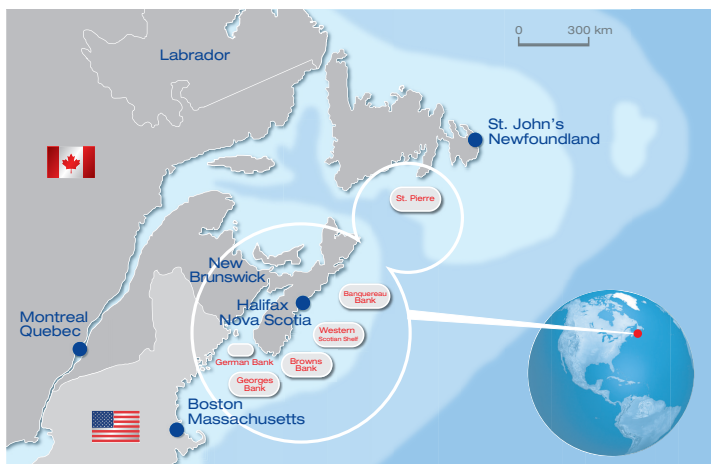 Labrador
0 300 km
St. John's
Newfoundland
St. Pierre
New
Brunswick
Banquereau
Bank
Halifax
Nova Scotia
Montreal
Quebec
Western
Scotian Shelf
German Bank
Browns
Bank
Georges
Bank
Boston
Massachusetts